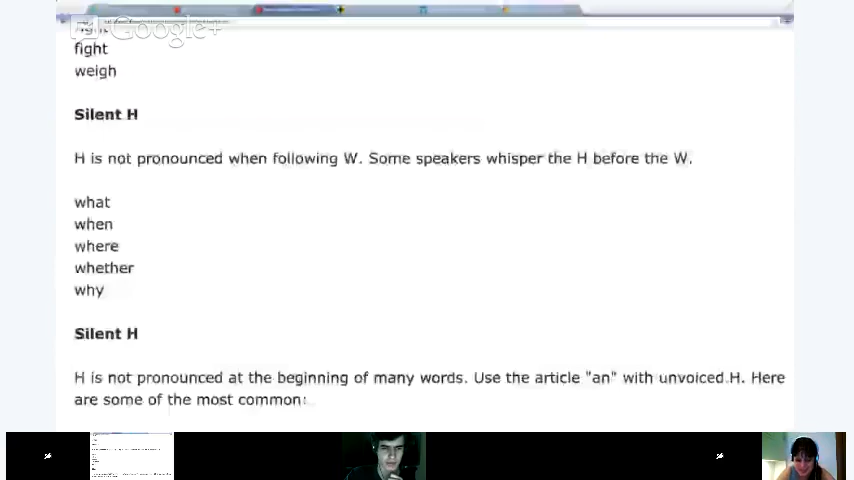 Google+
fight
weigh
Silent H
H is not pronounced when following W. Some speakers whisper the H before the W.
what
when
where
whether
why
Silent H
H is not pronounced at the beginning of many words. Use the article "an" with unvoiced H. Here
are some of the most common: